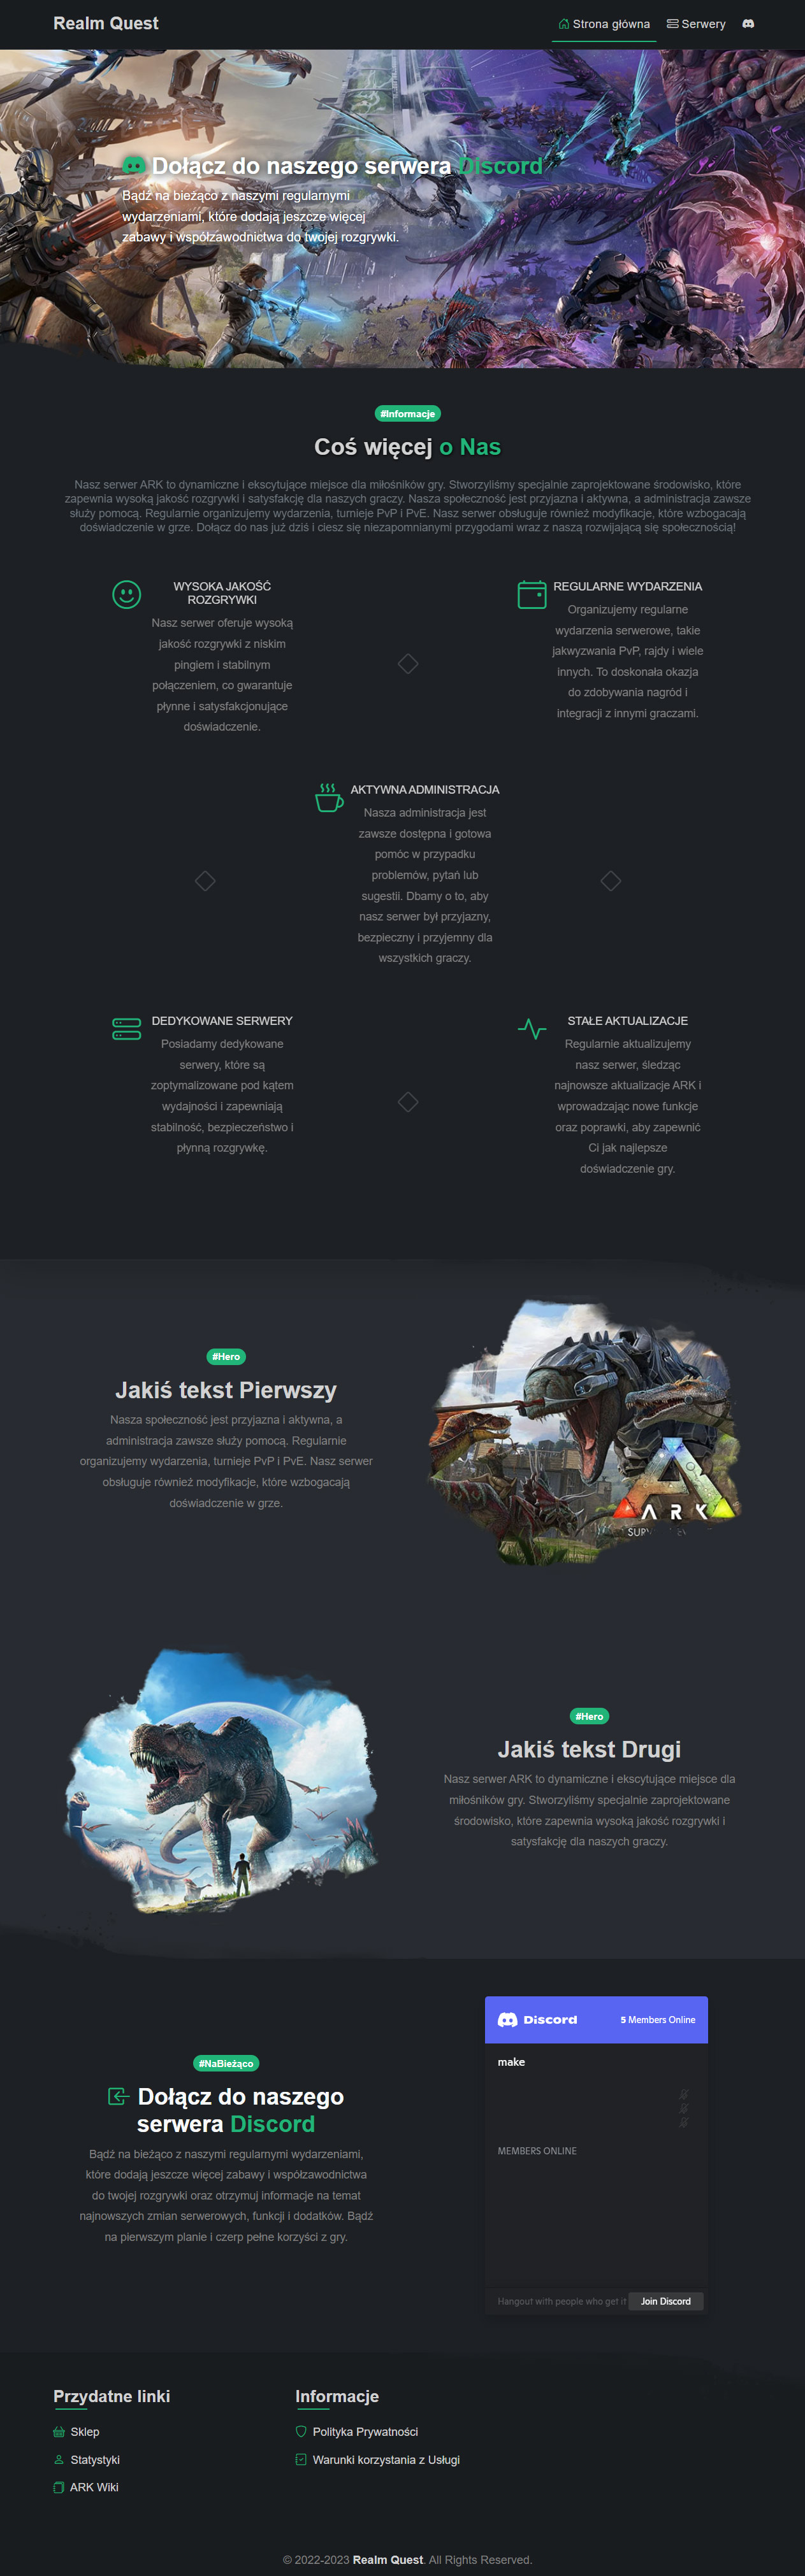 Realm Quest
Strona główna
Serwery
Dołącz do naszego serwera Discord
Bądź na bieżąco z naszymi regularnymi
wydarzeniami, które dodają jeszcze więcej
zabawy i współzawodnictwa do twojej rozgrywki.
#Informacje
Coś więcej o Nas
Nasz serwer ARK to dynamiczne i ekscytujące miejsce dla miłośników gry. Stworzyliśmy specjalnie zaprojektowane środowisko, które
zapewnia wysoką jakość rozgrywki i satysfakcję dla naszych graczy. Nasza społeczność jest przyjazna i aktywna, a administracja zawsze
służy pomocą. Regularnie organizujemy wydarzenia, turnieje PvP i PvE. Nasz serwer obsługuje również modyfikacje, które wzbogacają
doświadczenie w grze. Dołącz do nas już dziś i ciesz się niezapomnianymi przygodami wraz z naszą rozwijającą się społecznością!
WYSOKA JAKOŚĆ
ROZGRYWKI
Nasz serwer oferuje wysoką
jakość rozgrywki z niskim
pingiem i stabilnym
połączeniem, co gwarantuje
płynne i satysfakcjonujące
doświadczenie.
REGULARNE WYDARZENIA
Organizujemy regularne
wydarzenia serwerowe, takie
jakwyzwania PvP, rajdy i wiele
innych. To doskonała okazja
do zdobywania nagród i
integracji z innymi graczami.
AKTYWNA ADMINISTRACJA
Nasza administracja jest
zawsze dostępna i gotowa
pomóc w przypadku
problemów, pytań lub
sugestii. Dbamy o to, aby
nasz serwer był przyjazny,
bezpieczny i przyjemny dla
wszystkich graczy.
DEDYKOWANE SERWERY
Posiadamy dedykowane
serwery, które są
zoptymalizowane pod kątem
wydajności i zapewniają
stabilność, bezpieczeństwo i
płynną rozgrywkę.
STAŁE AKTUALIZACJE
Regularnie aktualizujemy
nasz serwer, śledząc
najnowsze aktualizacje ARK i
wprowadzając nowe funkcje
oraz poprawki, aby zapewnić
Ci jak najlepsze
doświadczenie gry.
#Hero
Jakiś tekst Pierwszy
Nasza społeczność jest przyjazna i aktywna, a
administracja zawsze służy pomocą. Regularnie
organizujemy wydarzenia, turnieje PvP i PvE. Nasz serwer
obsługuje również modyfikacje, które wzbogacają
doświadczenie w grze.
ARK
#Hero
Jakiś tekst Drugi
Nasz serwer ARK to dynamiczne i ekscytujące miejsce dla
miłośników gry. Stworzyliśmy specjalnie zaprojektowane
środowisko, które zapewnia wysoką jakość rozgrywki i
satysfakcję dla naszych graczy.
#NaBieżąco
Dołącz do naszego
serwera Discord
Bądź na bieżąco z naszymi regularnymi wydarzeniami,
które dodają jeszcze więcej zabawy i współzawodnictwa
do twojej rozgrywki oraz otrzymuj informacje na temat
najnowszych zmian serwerowych, funkcji i dodatków. Bądź
na pierwszym planie i czerp pełne korzyści z gry.
Discord
5 Members Online
make
MEMBERS ONLINE
Hangout with people who get it
Join Discord
Przydatne linki
Sklep
Statystyki
ARK Wiki
Informacje
Polityka Prywatności
Warunki korzystania z Usługi
© 2022-2023 Realm Quest. All Rights Reserved.